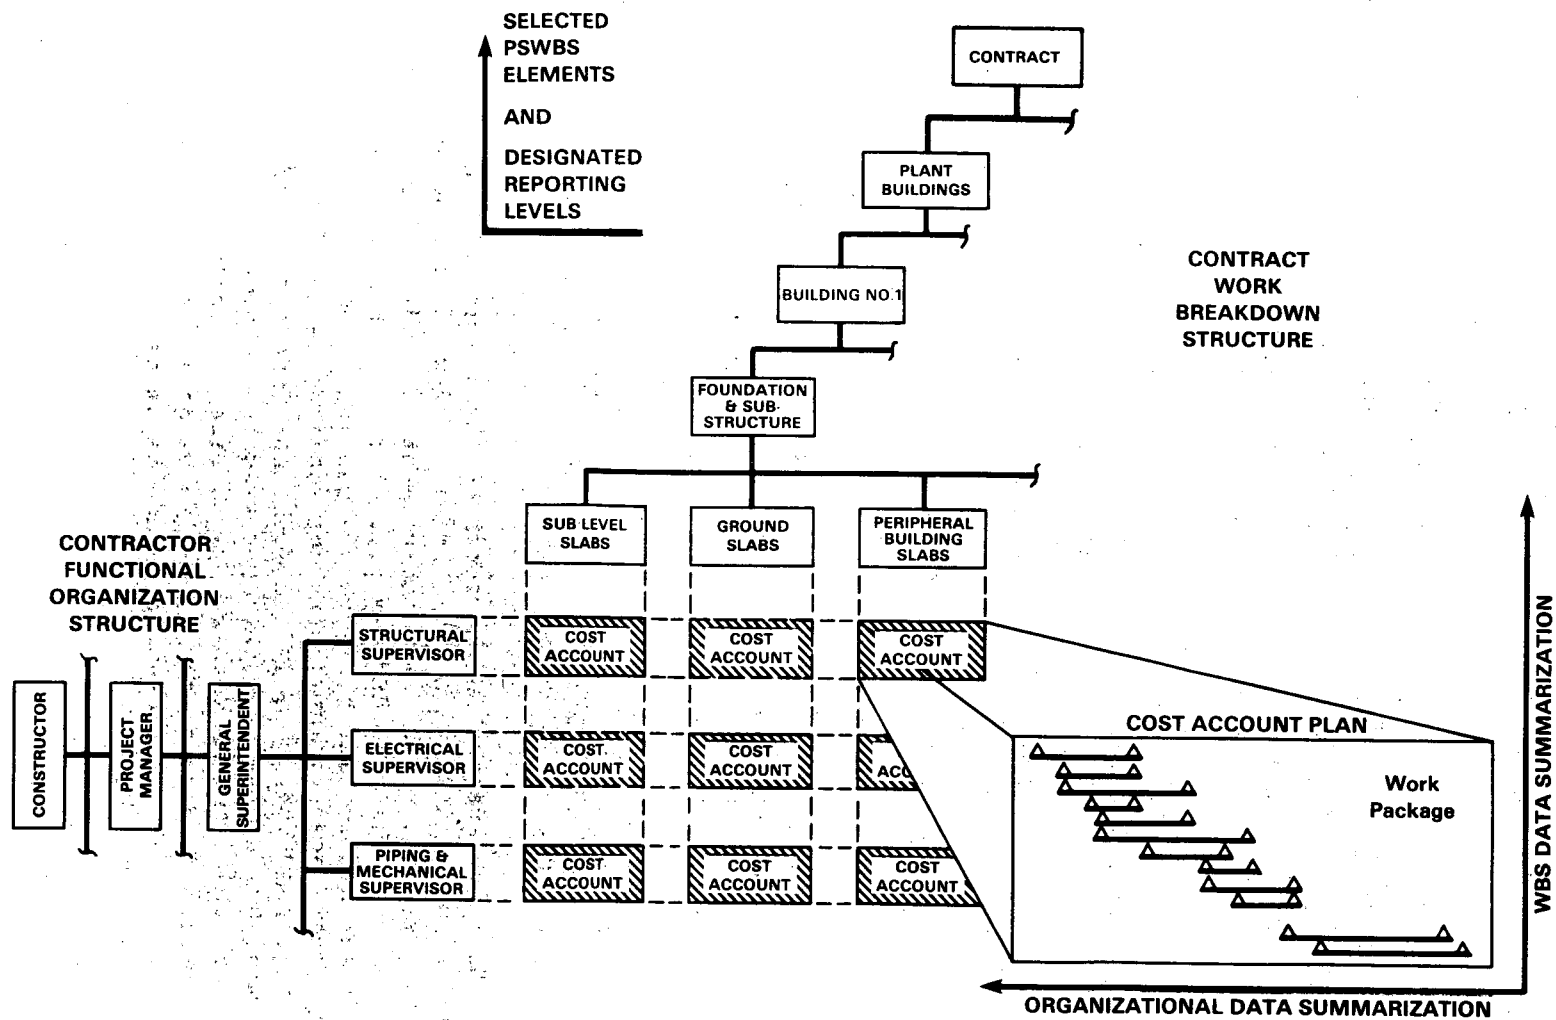 SELECTED
PSWBS
ELEMENTS
AND
DESIGNATED
REPORTING
LEVELS
CONTRACT
PLANT
BUILDINGS
BUILDING NO.1
CONTRACT
WORK
BREAKDOWN
STRUCTURE
FOUNDATION
& SUB-
STRUCTURE
SUB LEVEL
SLABS
GROUND
SLABS
PERIPHERAL
BUILDING
SLABS
CONTRACTOR
FUNCTIONAL
ORGANIZATION
STRUCTURE
CONSTRUCTOR
PROJECT
MANAGER
GENERAL
SUPERINTENDENT
STRUCTURAL
SUPERVISOR
COST
ACCOUNT
COST
ACCOUNT
COST
ACCOUNT
ELECTRICAL
SUPERVISOR
COST
ACCOUNT
COST
ACCOUNT
ACC
PIPING &
MECHANICAL
SUPERVISOR
COST
ACCOUNT
COST
ACCOUNT
COST
ACCOUNT
COST ACCOUNT PLAN
Work
Package
WBS DATA SUMMARIZATION
ORGANIZATIONAL DATA SUMMARIZATION